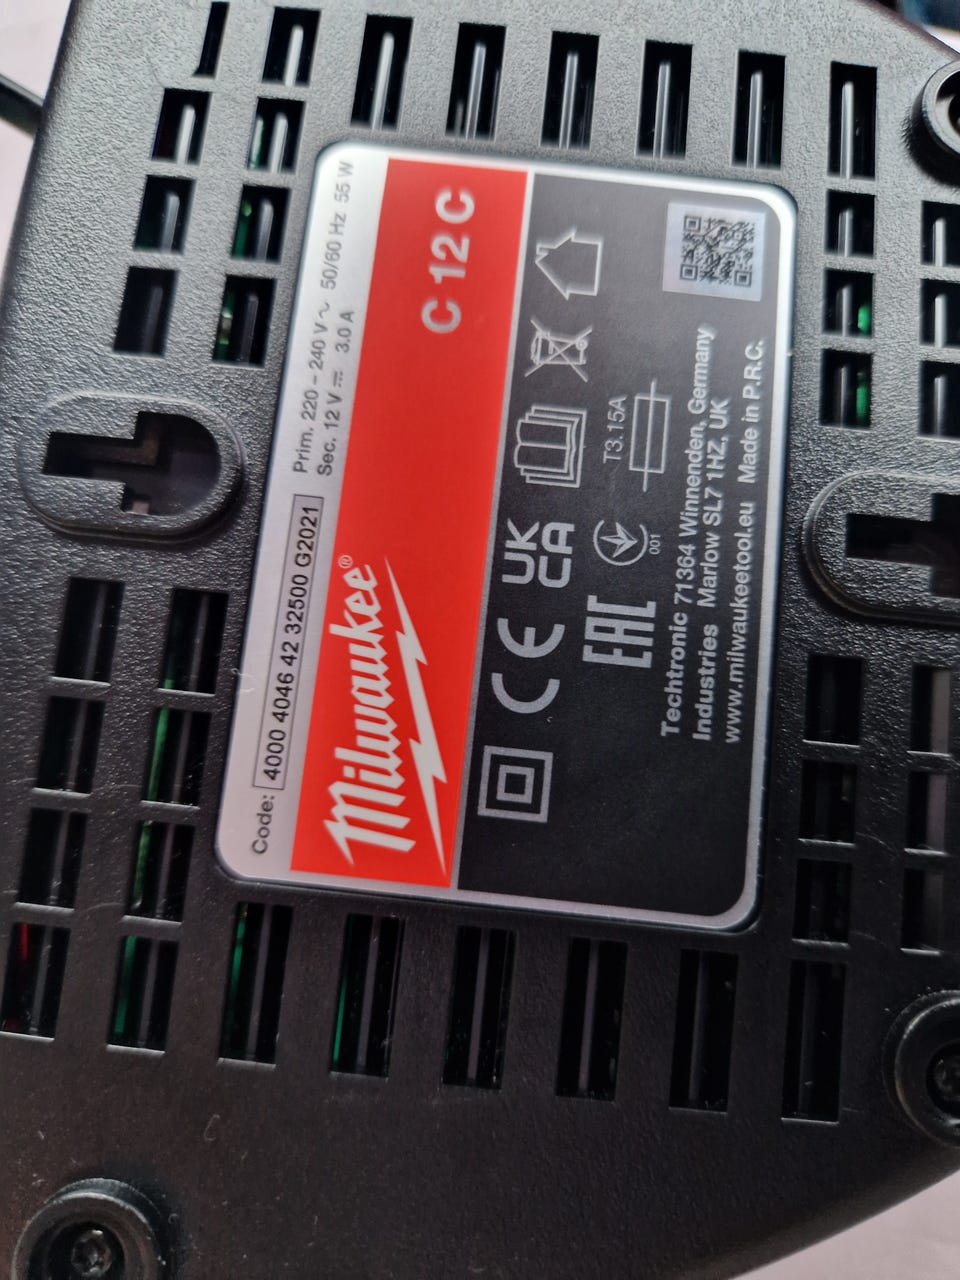 Prim. 220 – 240 V ~ 50/60 Hz 55 W
Code: 4000 4046 42 32500 G2021 Sec. 12 V ⎓ 3.0 A
Milwaukee® C 12 C
CE UK CA
EAC 001 T3.15A
Techtronic 71364 Winnenden, Germany
Industries Marlow SL7 1HZ, UK
www.milwaukeetool.eu Made in P.R.C.